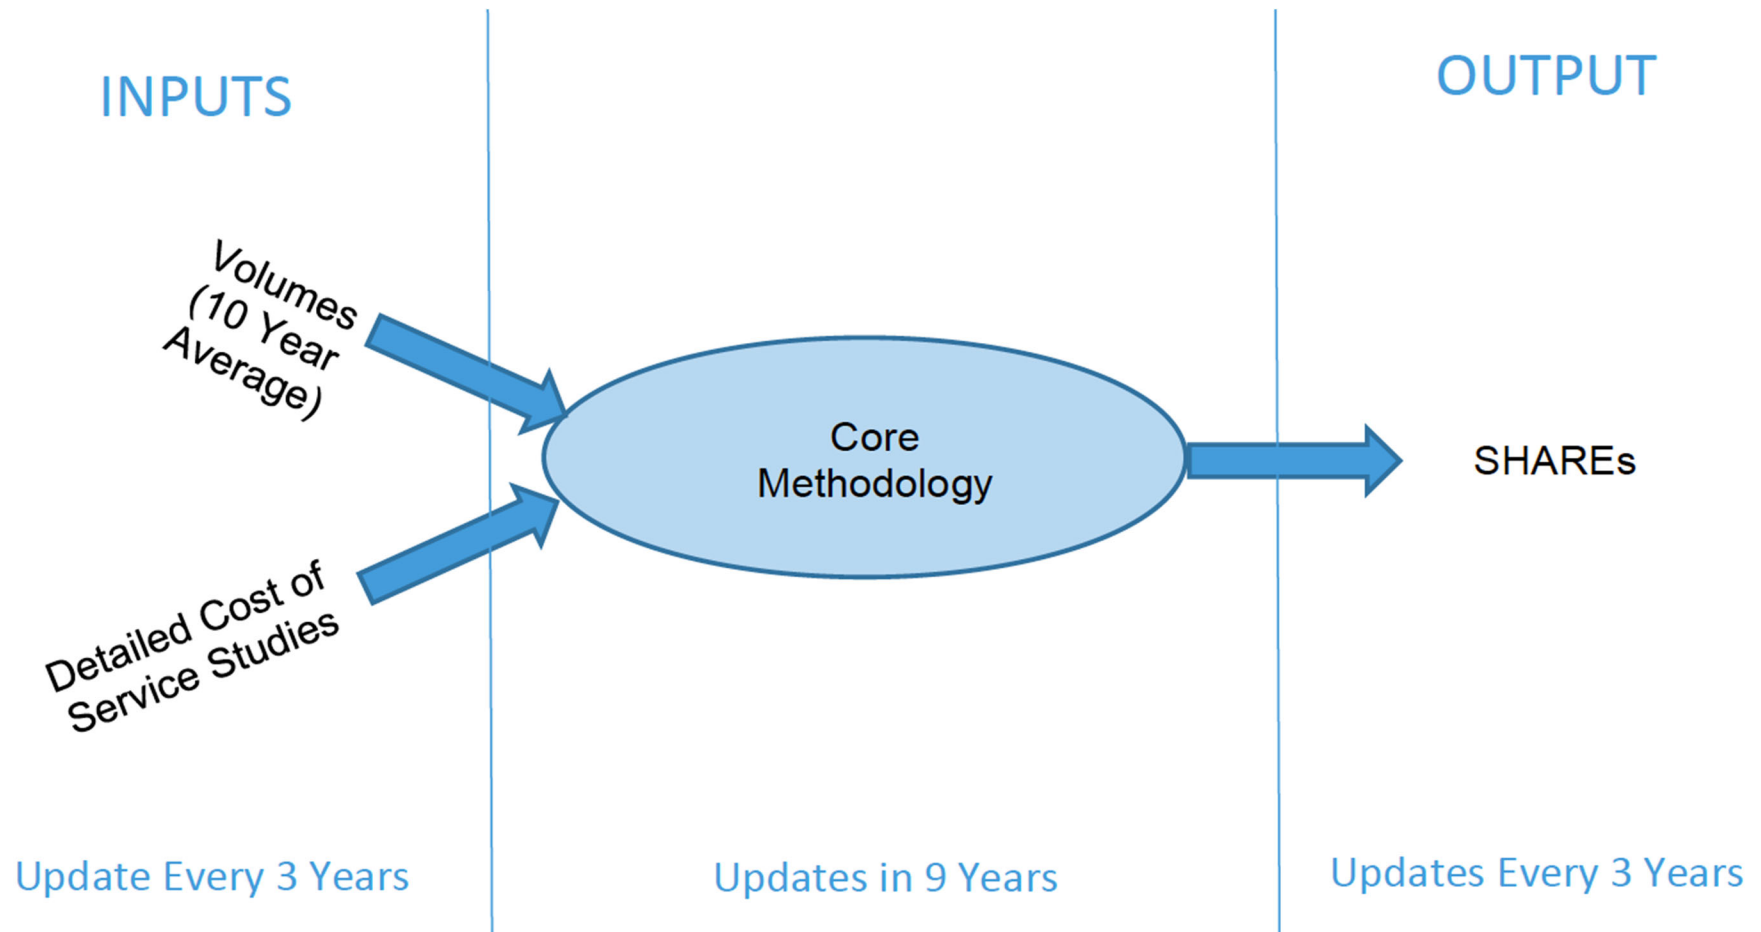 INPUTS
OUTPUT
Volumes
(10 Year
Average)
Core
Methodology
SHAREs
Detailed Cost of
Service Studies
Update Every 3 Years
Updates in 9 Years
Updates Every 3 Years